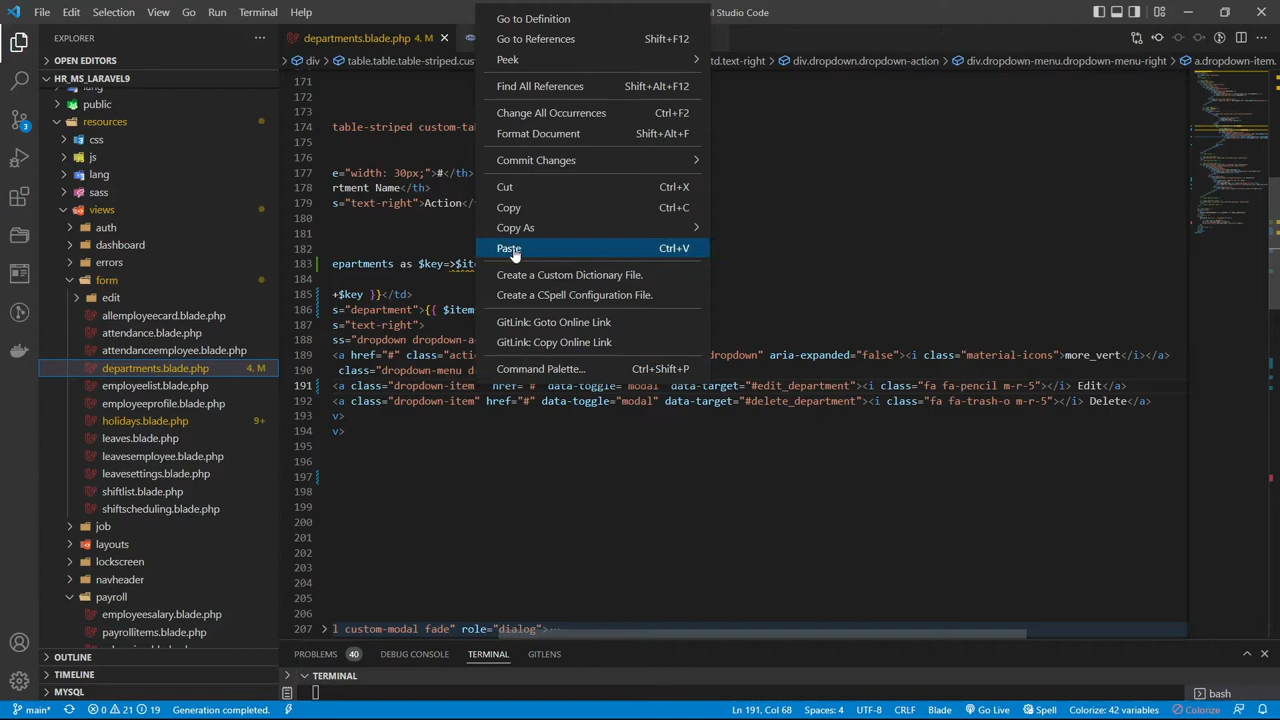 File Edit Selection View Go Run Terminal Help
Studio Code
EXPLORER
OPEN EDITORS
HR_MS_LARAVEL9
public
resources
css
js
lang
sass
views
auth
dashboard
errors
form
edit
allemployeecard.blade.php
attendance.blade.php
attendanceemployee.blade.php
departments.blade.php 4, M
employeelist.blade.php
employeeprofile.blade.php
holidays.blade.php 9+
leaves.blade.php
leavesemployee.blade.php
leavesettings.blade.php
shiftlist.blade.php
shiftscheduling.blade.php
job
layouts
lockscreen
navheader
payroll
employeesalary.blade.php
payrollitems.blade.php
OUTLINE
TIMELINE
MYSQL
3
departments.blade.php 4, M
div table.table.table-striped.cus td.text-right div.dropdown.dropdown-action div.dropdown-menu.dropdown-menu-right a.dropdown-item.
171
172
173
174 table-striped custom-ta
175
176
177 e="width: 30px;">#</th>
178 rtment Name</th>
179 s="text-right">Action</
180
181
182
183 epartments as $key=>$ite
184
185 +$key }}</td>
186 s="department">{{ $item
187 s="text-right">
188 ss="dropdown dropdown-ac
189 <a href="#" class="acti dropdown" aria-expanded="false"><i class="material-icons">more_vert</i></a>
190 class="dropdown-menu d
191 <a class="dropdown-item" href="#" data-toggle="modal" data-target="#edit_department"><i class="fa fa-pencil m-r-5"></i> Edit</a>
192 <a class="dropdown-item" href="#" data-toggle="modal" data-target="#delete_department"><i class="fa fa-trash-o m-r-5"></i> Delete</a>
193 v>
194 v>
195
196
197
198
199
200
201
202
203
204
205
206
207 l custom-modal fade" role="dialog">
Go to Definition
Go to References Shift+F12
Peek
Find All References Shift+Alt+F12
Change All Occurrences Ctrl+F2
Format Document Shift+Alt+F
Commit Changes
Cut Ctrl+X
Copy Ctrl+C
Copy As
Paste Ctrl+V
Create a Custom Dictionary File.
Create a CSpell Configuration File.
GitLink: Goto Online Link
GitLink: Copy Online Link
Command Palette... Ctrl+Shift+P
PROBLEMS 40 DEBUG CONSOLE TERMINAL GITLENS
TERMINAL
bash
main* 0 21 19 Generation completed. Ln 191, Col 68 Spaces: 4 UTF-8 CRLF Blade Go Live Spell Colorize: 42 variables Colorize